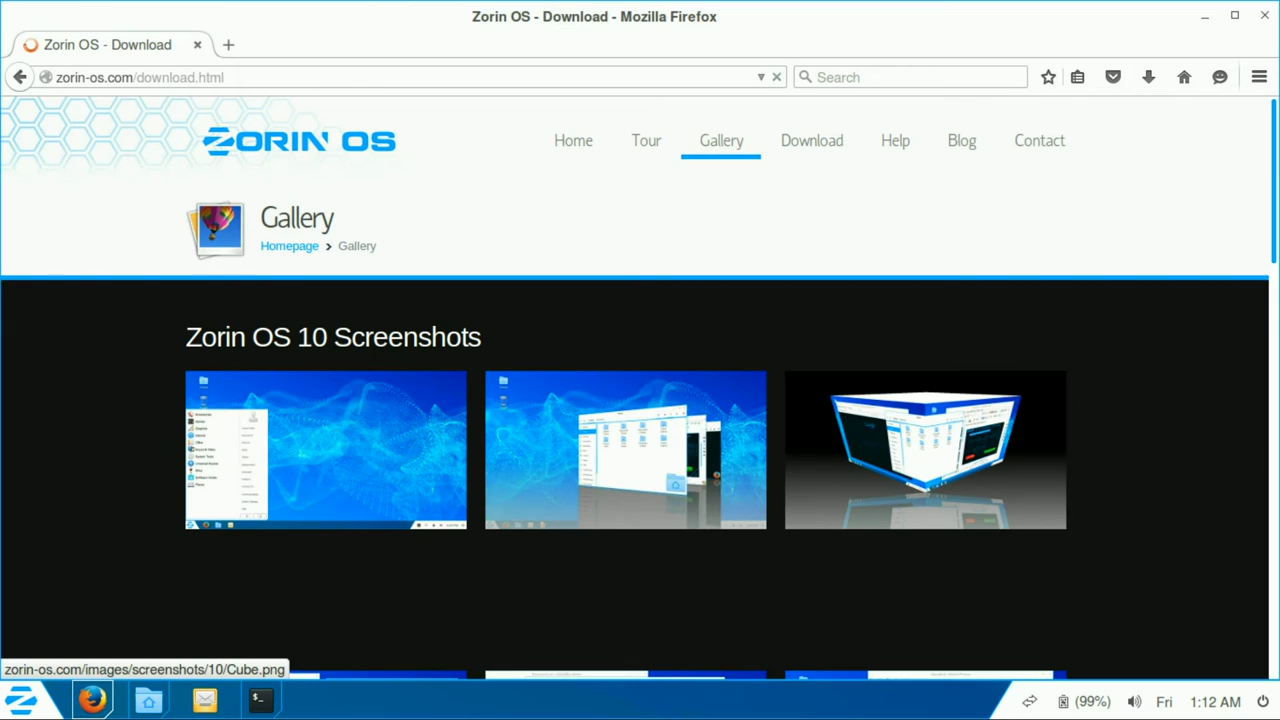 Zorin OS - Download - Mozilla Firefox
Zorin OS - Download
zorin-os.com/download.html
Search
ZORIN OS
Home
Tour
Gallery
Download
Help
Blog
Contact
Gallery
Homepage > Gallery
Zorin OS 10 Screenshots
zorin-os.com/images/screenshots/10/Cube.png
(99%)
Fri
1:12 AM